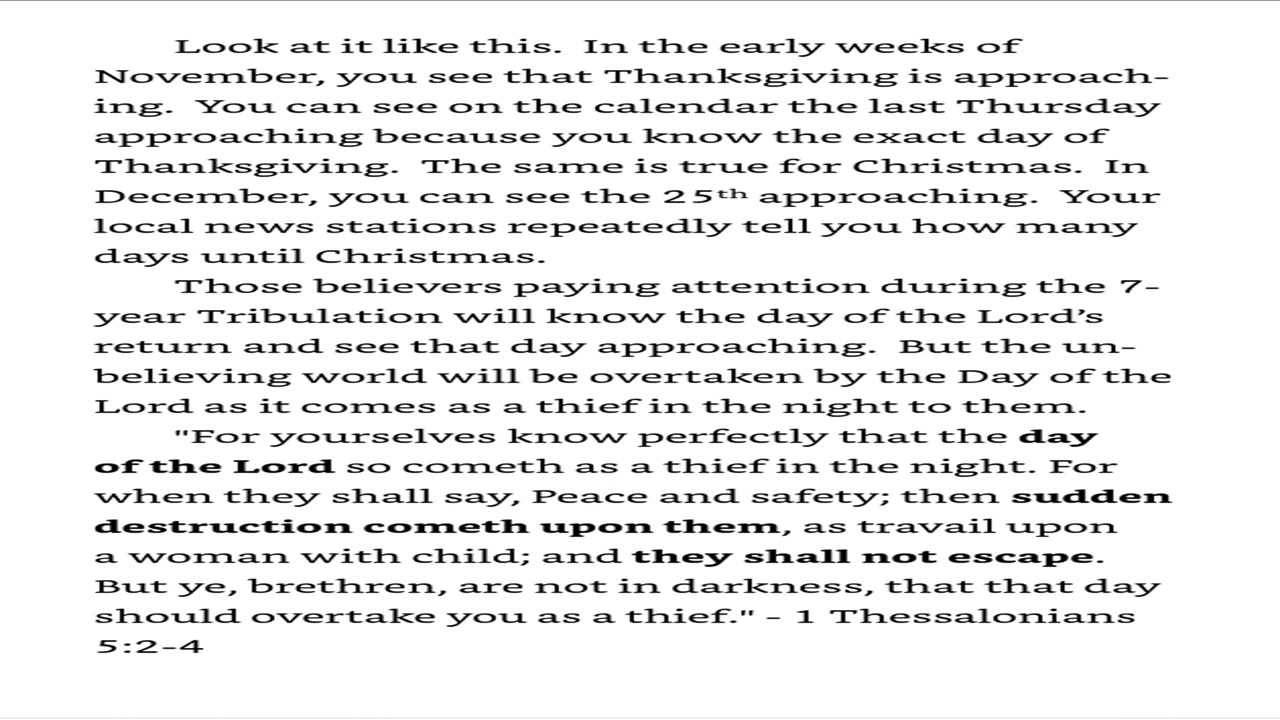 Look at it like this.  In the early weeks of
November, you see that Thanksgiving is approach-
ing.  You can see on the calendar the last Thursday
approaching because you know the exact day of
Thanksgiving.  The same is true for Christmas.  In
December, you can see the 25th approaching.  Your
local news stations repeatedly tell you how many
days until Christmas.
Those believers paying attention during the 7-
year Tribulation will know the day of the Lord’s
return and see that day approaching.  But the un-
believing world will be overtaken by the Day of the
Lord as it comes as a thief in the night to them.
"For yourselves know perfectly that the day
of the Lord so cometh as a thief in the night. For
when they shall say, Peace and safety; then sudden
destruction cometh upon them, as travail upon
a woman with child; and they shall not escape.
But ye, brethren, are not in darkness, that that day
should overtake you as a thief." - 1 Thessalonians
5:2-4